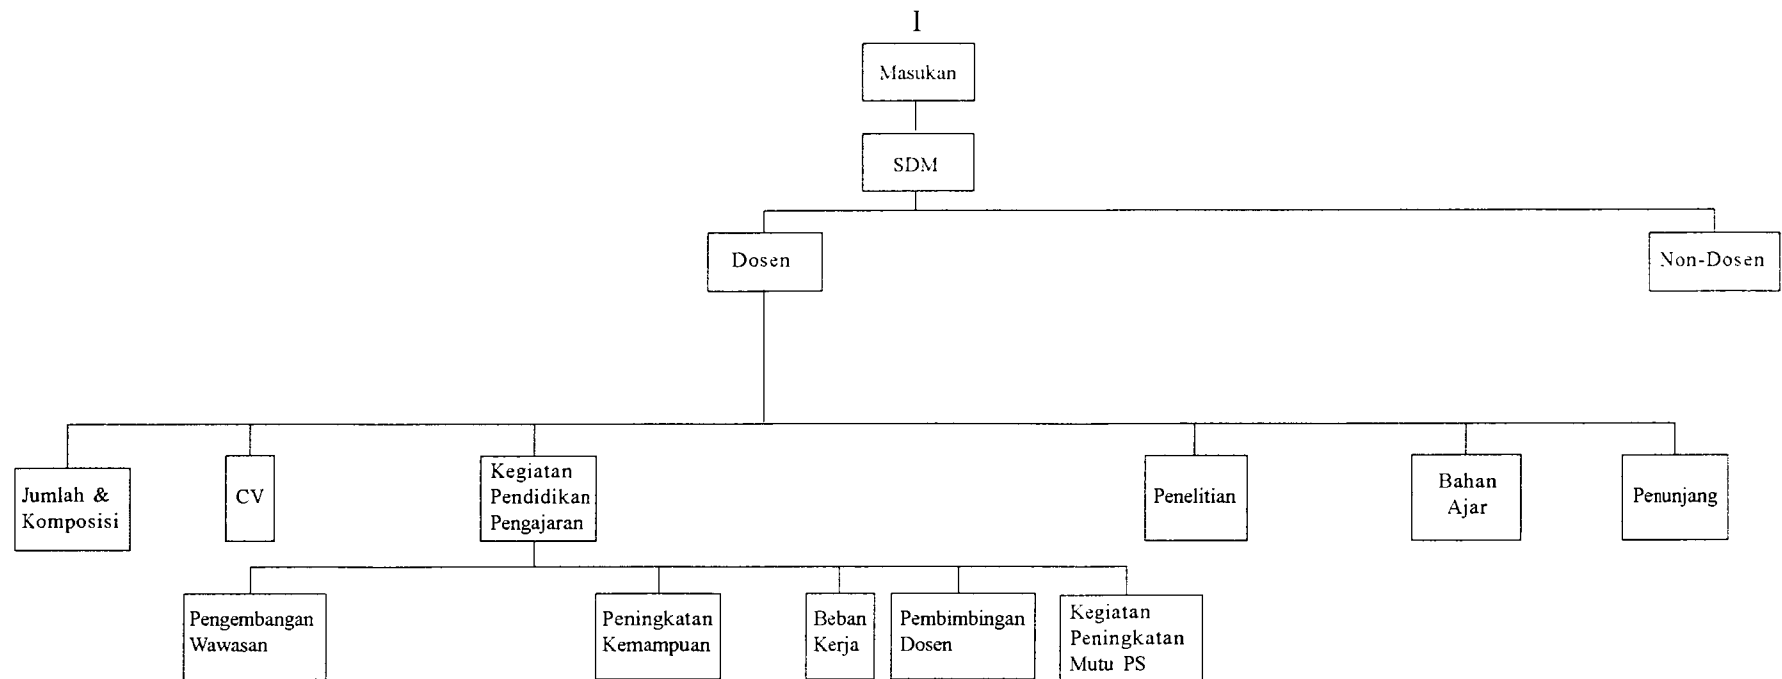 I
Masukan
SDM
Dosen
Non-Dosen
Jumlah &
Komposisi
CV
Kegiatan
Pendidikan
Pengajaran
Penelitian
Bahan
Ajar
Penunjang
Pengembangan
Wawasan
Peningkatan
Kemampuan
Beban
Kerja
Pembimbingan
Dosen
Kegiatan
Peningkatan
Mutu PS